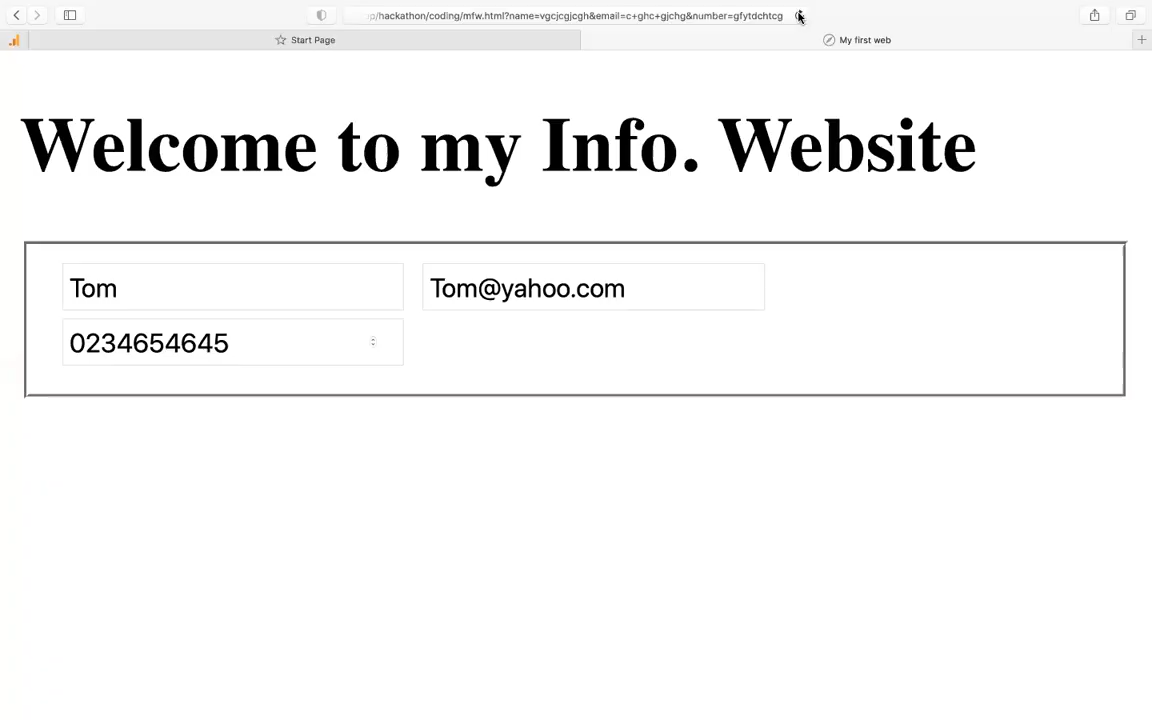 p/hackathon/coding/mfw.html?name=vgcjcgjcgh&email=c+ghc+gjchg&number=gfytdchtcg
Start Page
My first web
Welcome to my Info. Website
Tom
Tom@yahoo.com
0234654645